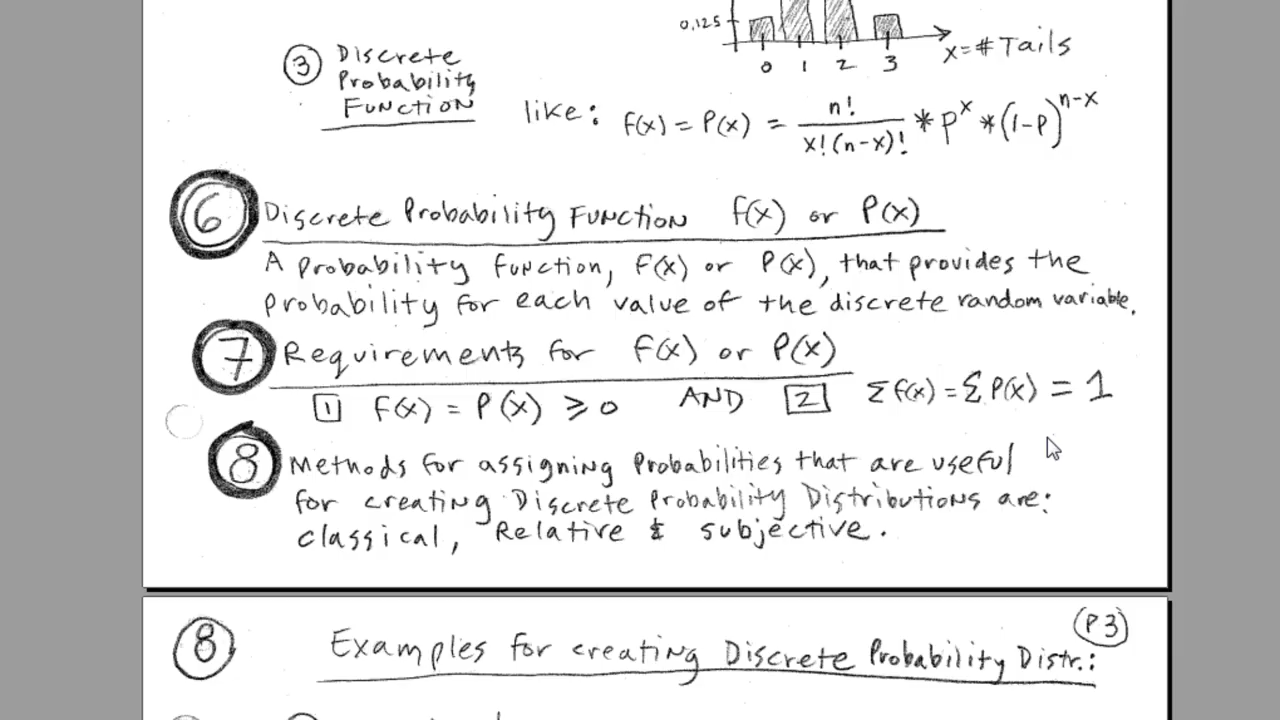 0.125
0 1 2 3
x = # Tails
③ Discrete
Probability
Function
like: f(x) = P(x) = n! / x!(n-x)! * p^x * (1-p)^(n-x)
6 Discrete Probability Function f(x) or P(x)
A probability function, f(x) or P(x), that provides the
probability for each value of the discrete random variable.
7 Requirements for f(x) or P(x)
1 f(x) = P(x) ≥ 0 AND 2 Σf(x) = ΣP(x) = 1
8 Methods for assigning Probabilities that are useful
for creating Discrete Probability Distributions are:
classical, Relative & subjective.
P3
8 Examples for creating Discrete Probability Distr.: